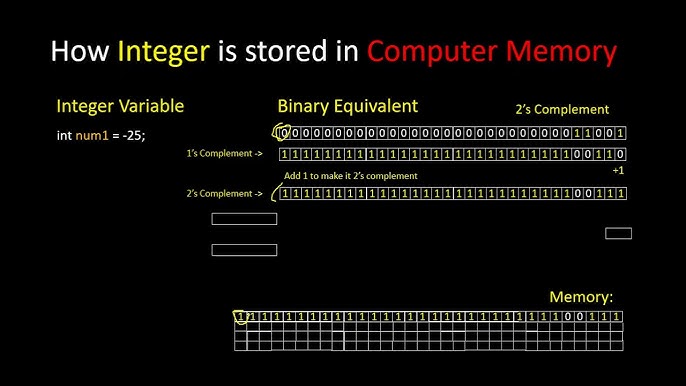 How Integer is stored in Computer Memory
Integer Variable
Binary Equivalent
2's Complement
int num1 = -25;
0 0 0 0 0 0 0 0 0 0 0 0 0 0 0 0 0 0 0 0 0 0 0 0 0 0 0 1 1 0 0 1
1's Complement -> 1 1 1 1 1 1 1 1 1 1 1 1 1 1 1 1 1 1 1 1 1 1 1 1 1 1 1 0 0 1 1 0
+1
Add 1 to make it 2's complement
2's Complement -> 1 1 1 1 1 1 1 1 1 1 1 1 1 1 1 1 1 1 1 1 1 1 1 1 1 1 1 0 0 1 1 1
Memory:
1 1 1 1 1 1 1 1 1 1 1 1 1 1 1 1 1 1 1 1 1 1 1 1 1 1 1 0 0 1 1 1